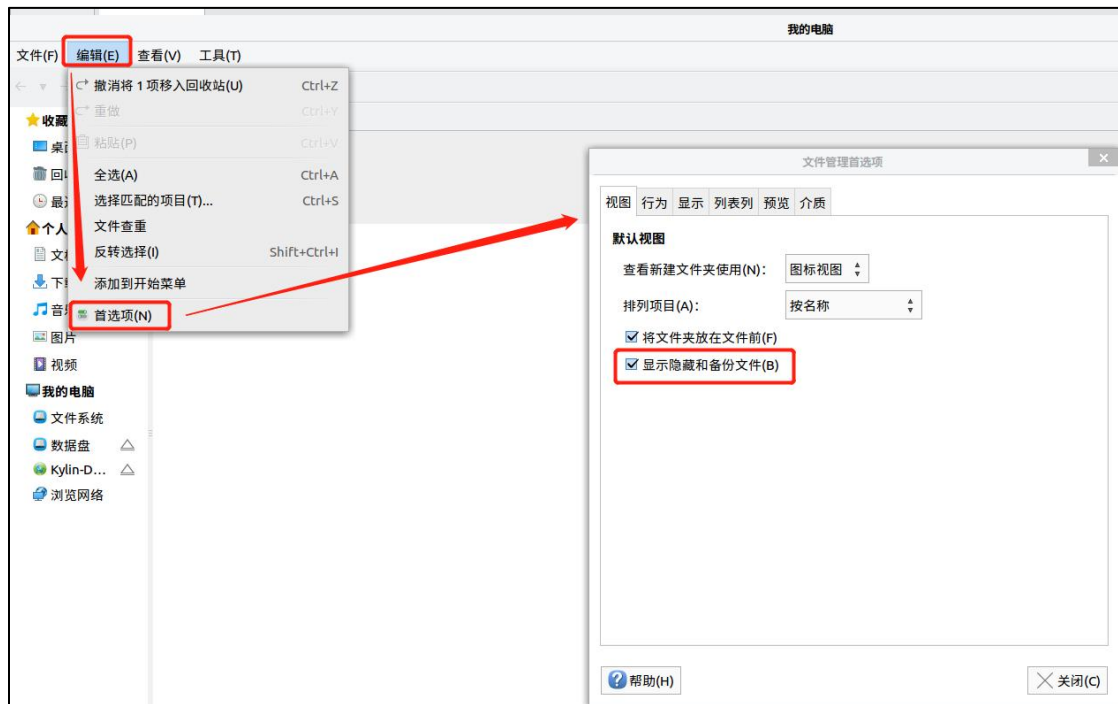 我的电脑
文件(F) 编辑(E) 查看(V) 工具(T)
撤消将 1 项移入回收站(U) Ctrl+Z
重做 Ctrl+Y
粘贴(P) Ctrl+V
全选(A) Ctrl+A
选择匹配的项目(T)... Ctrl+S
文件查重
反转选择(I) Shift+Ctrl+I
添加到开始菜单
首选项(N)
收藏
桌
回
最
个人
文
下
音
图片
视频
我的电脑
文件系统
数据盘
Kylin-D...
浏览网络
文件管理首选项
视图 行为 显示 列表列 预览 介质
默认视图
查看新建文件夹使用(N)： 图标视图
排列项目(A)： 按名称
将文件夹放在文件前(F)
显示隐藏和备份文件(B)
帮助(H) 关闭(C)